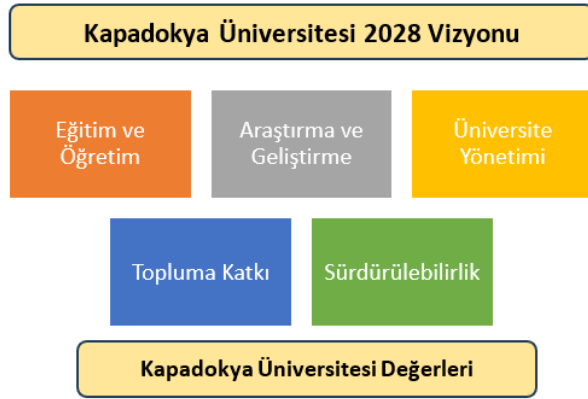 Kapadokya Üniversitesi 2028 Vizyonu
Eğitim ve
Öğretim
Araştırma ve
Geliştirme
Üniversite
Yönetimi
Topluma Katkı
Sürdürülebilirlik
Kapadokya Üniversitesi Değerleri